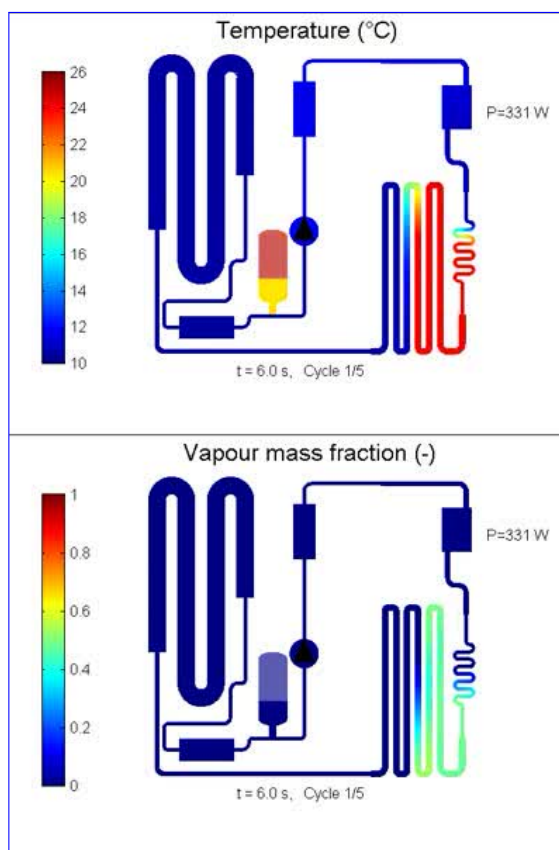 Temperature (°C)
26
24
22
20
18
16
14
12
10
P=331 W
t = 6.0 s, Cycle 1/5
Vapour mass fraction (-)
1
0.8
0.6
0.4
0.2
0
P=331 W
t = 6.0 s, Cycle 1/5